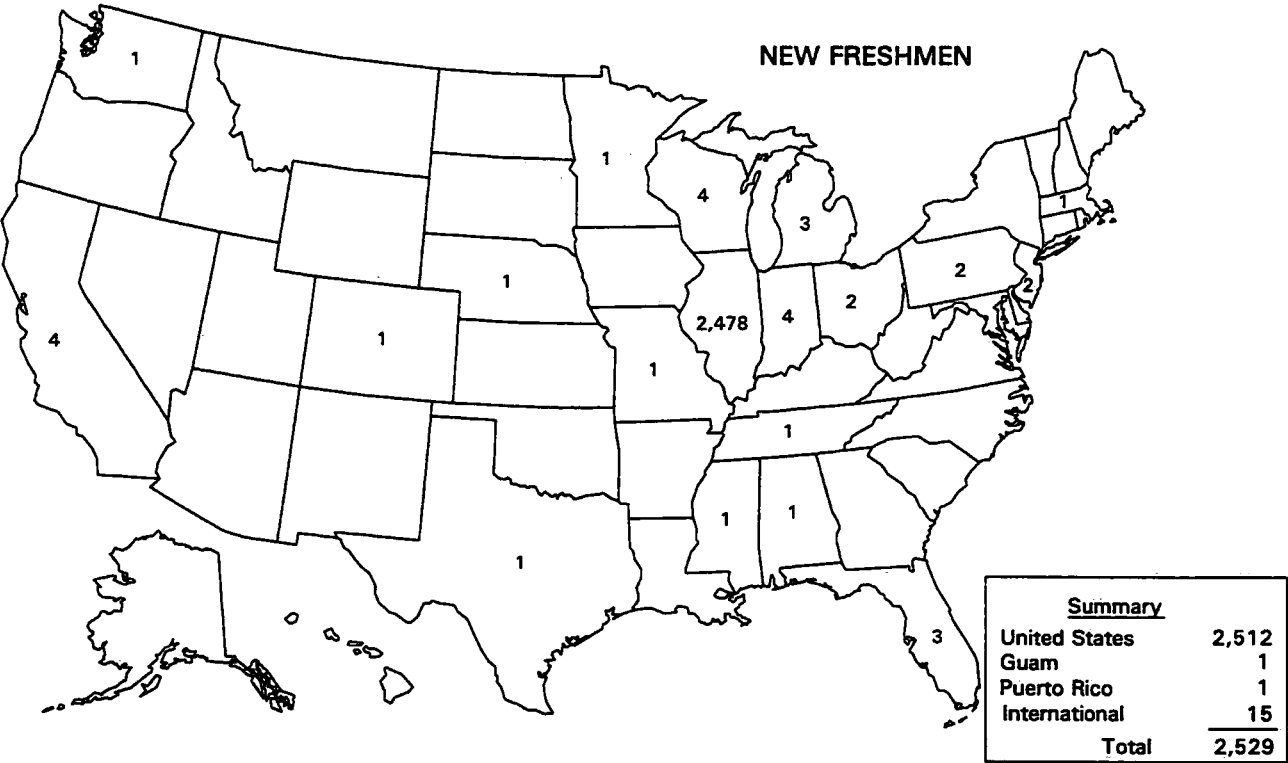 NEW FRESHMEN
1
1
4
3
1
2
2
1
2,478
4
2
4
1
1
1
1
1
1
3
Summary
United States 2,512
Guam 1
Puerto Rico 1
International 15
Total 2,529